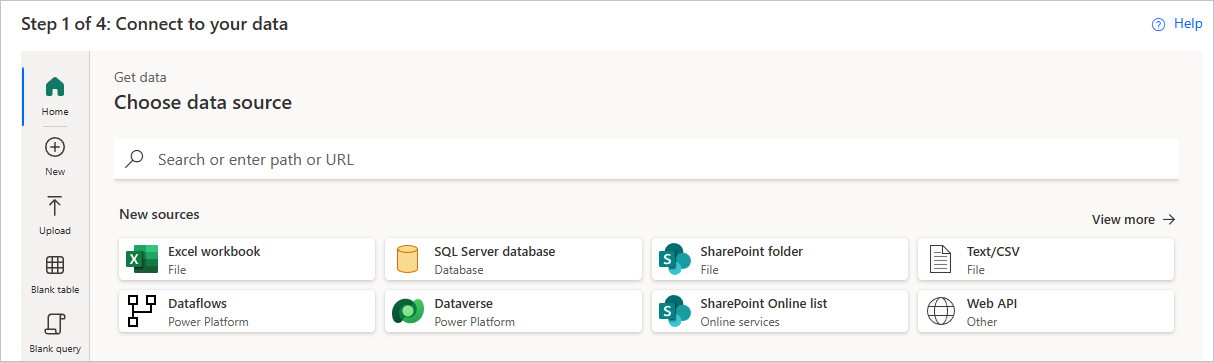 Step 1 of 4: Connect to your data
Help
Home
New
Upload
Blank table
Blank query
Get data
Choose data source
Search or enter path or URL
New sources
View more
Excel workbook
File
SQL Server database
Database
SharePoint folder
File
Text/CSV
File
Dataflows
Power Platform
Dataverse
Power Platform
SharePoint Online list
Online services
Web API
Other